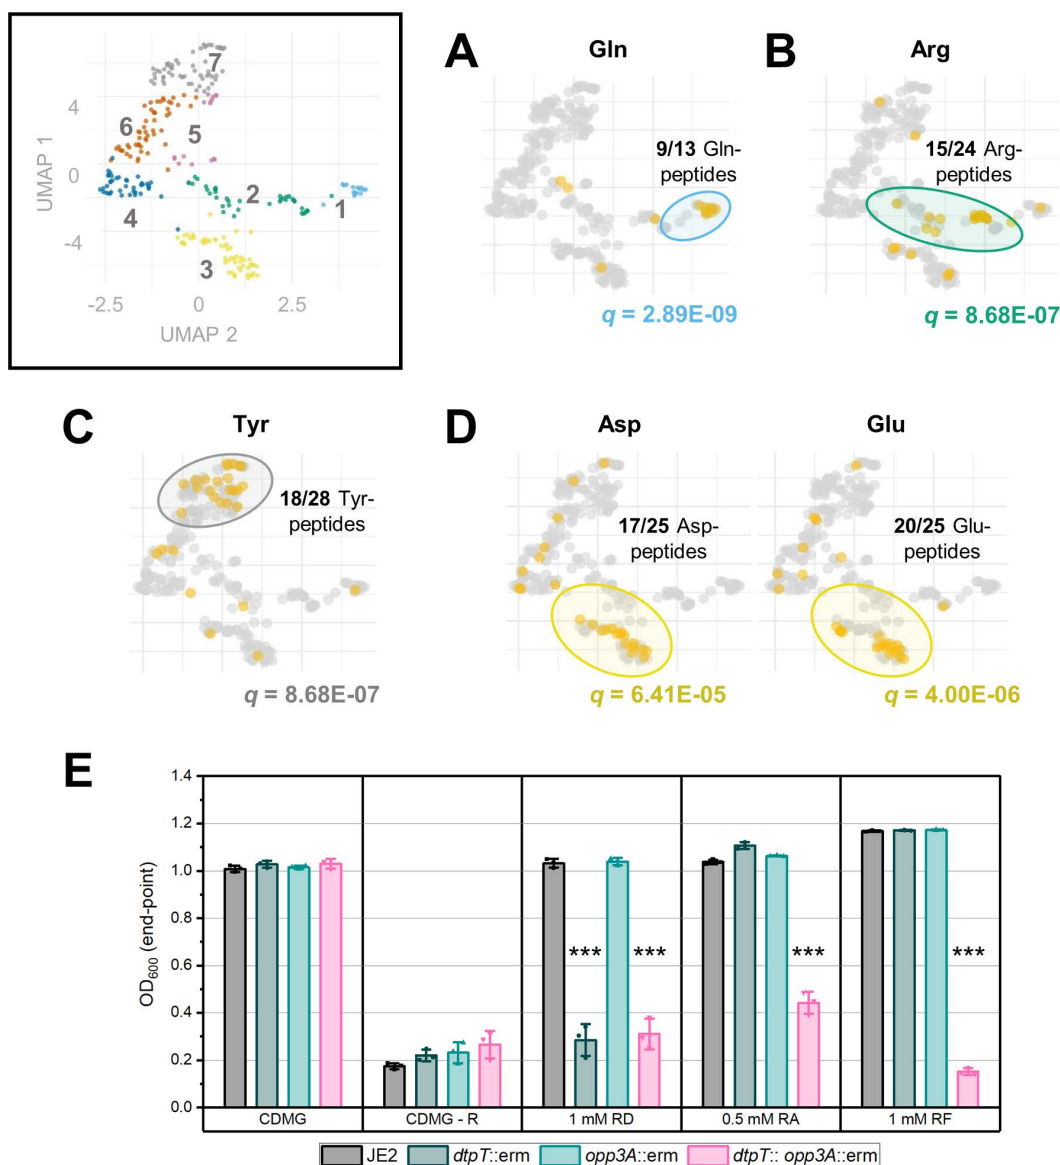 A
Gln
B
Arg
7
4
6
5
9/13 Gln-
peptides
15/24 Arg-
peptides
UMAP 1
0
2
1
4
-4
3
-2.5
0
2.5
UMAP 2
q = 2.89E-09
q = 8.68E-07
C
Tyr
D
Asp
Glu
18/28 Tyr-
peptides
17/25 Asp-
peptides
20/25 Glu-
peptides
q = 8.68E-07
q = 6.41E-05
q = 4.00E-06
E
1.4
1.2
1.0
0.8
0.6
0.4
0.2
0.0
OD600 (end-point)
***
***
***
***
CDMG
CDMG - R
1 mM RD
0.5 mM RA
1 mM RF
JE2
dtpT::erm
opp3A::erm
dtpT:: opp3A::erm